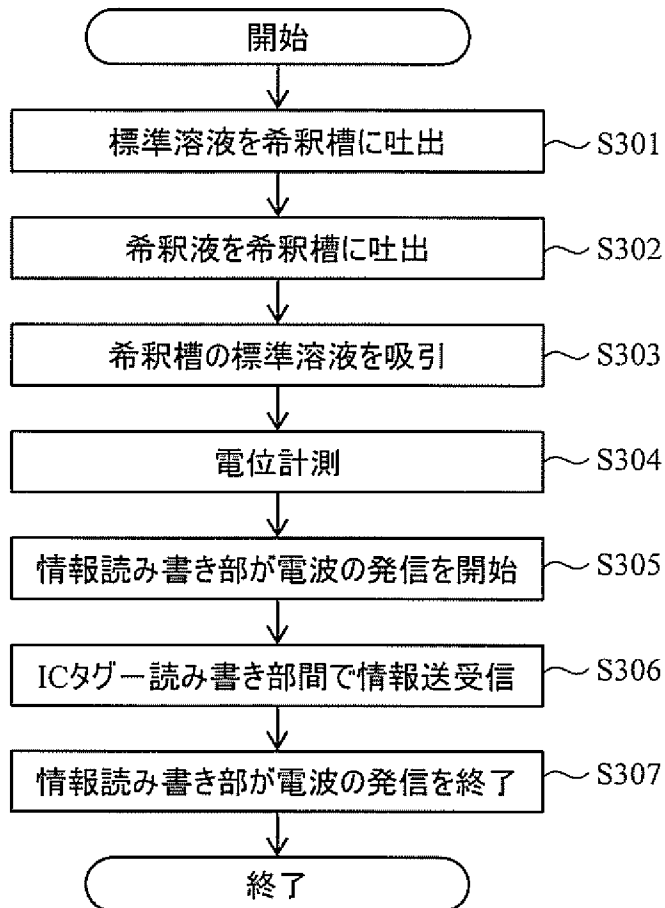 開始
標準溶液を希釈槽に吐出 S301
希釈液を希釈槽に吐出 S302
希釈槽の標準溶液を吸引 S303
電位計測 S304
情報読み書き部が電波の発信を開始 S305
ICタグー読み書き部間で情報送受信 S306
情報読み書き部が電波の発信を終了 S307
終了